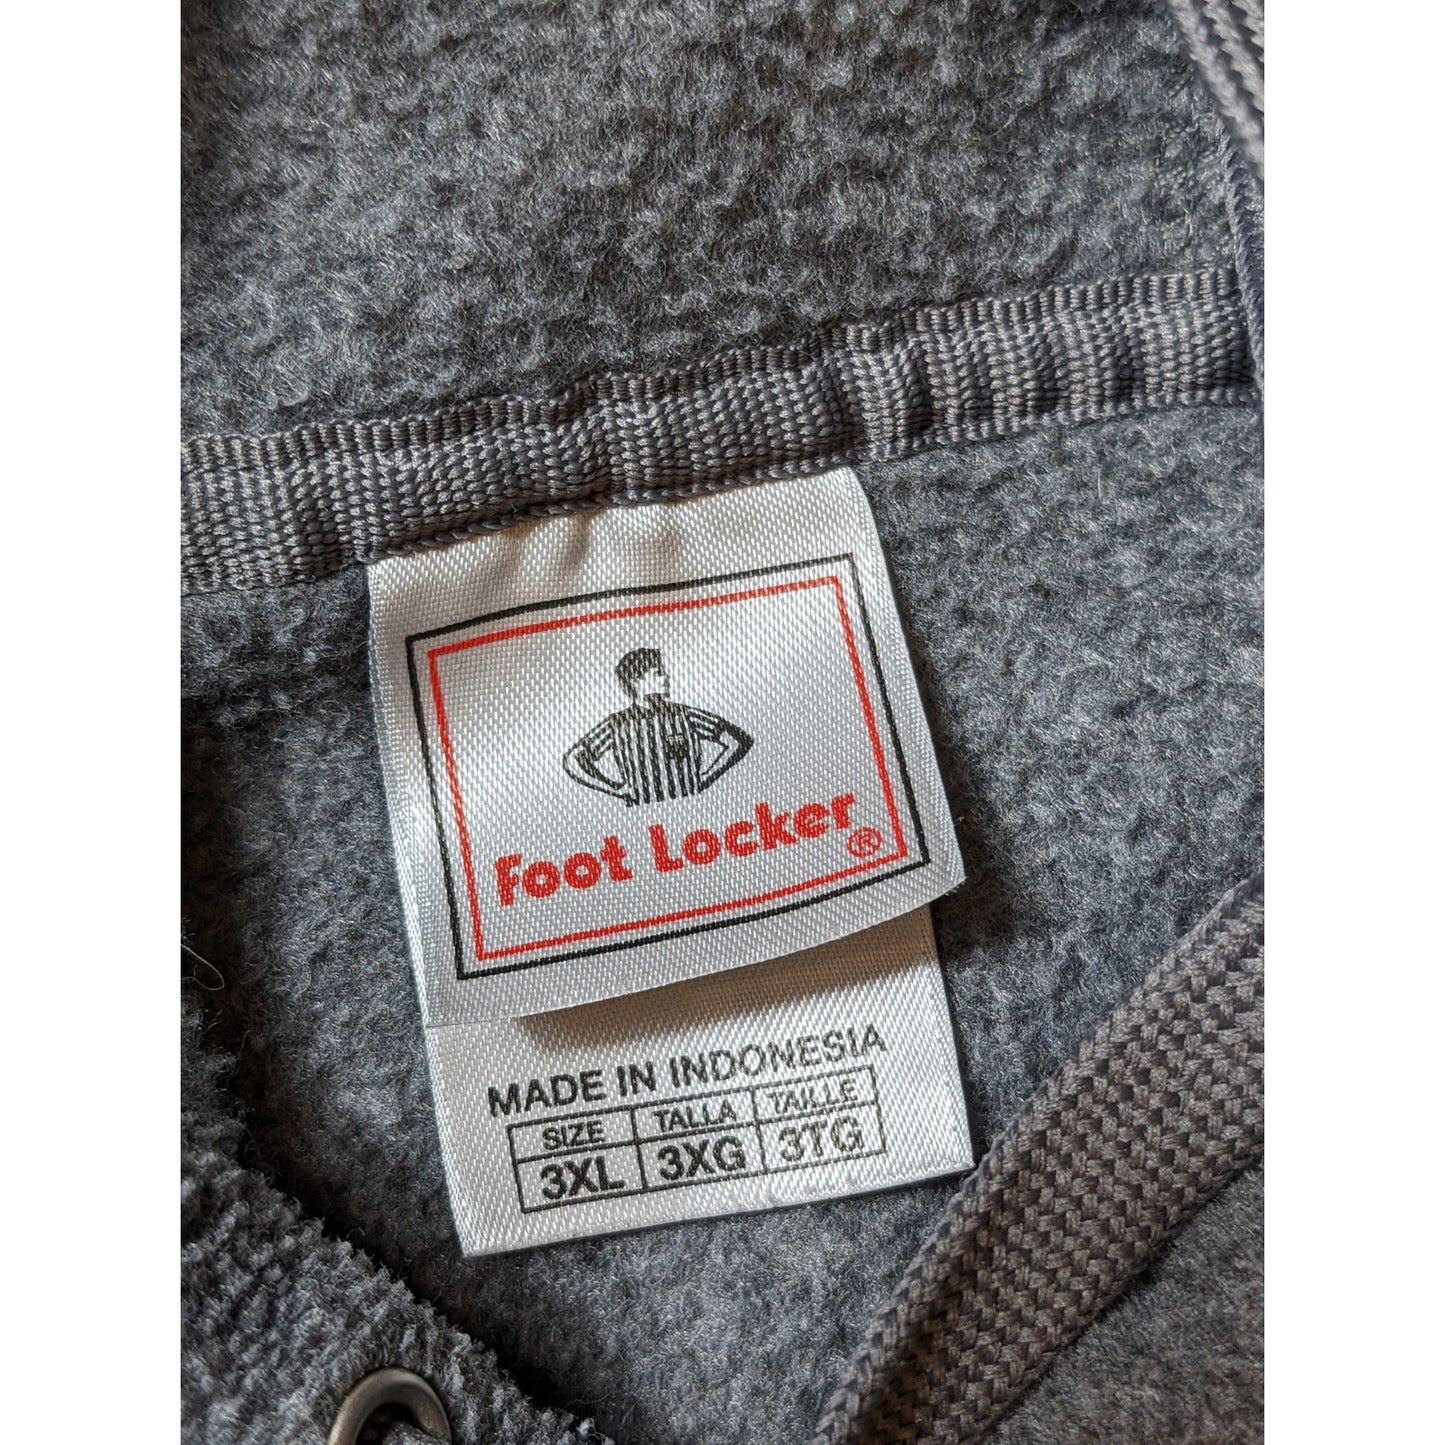 Foot Locker®
MADE IN INDONESIA
SIZE TALLA TAILLE
3XL 3XG 3TG